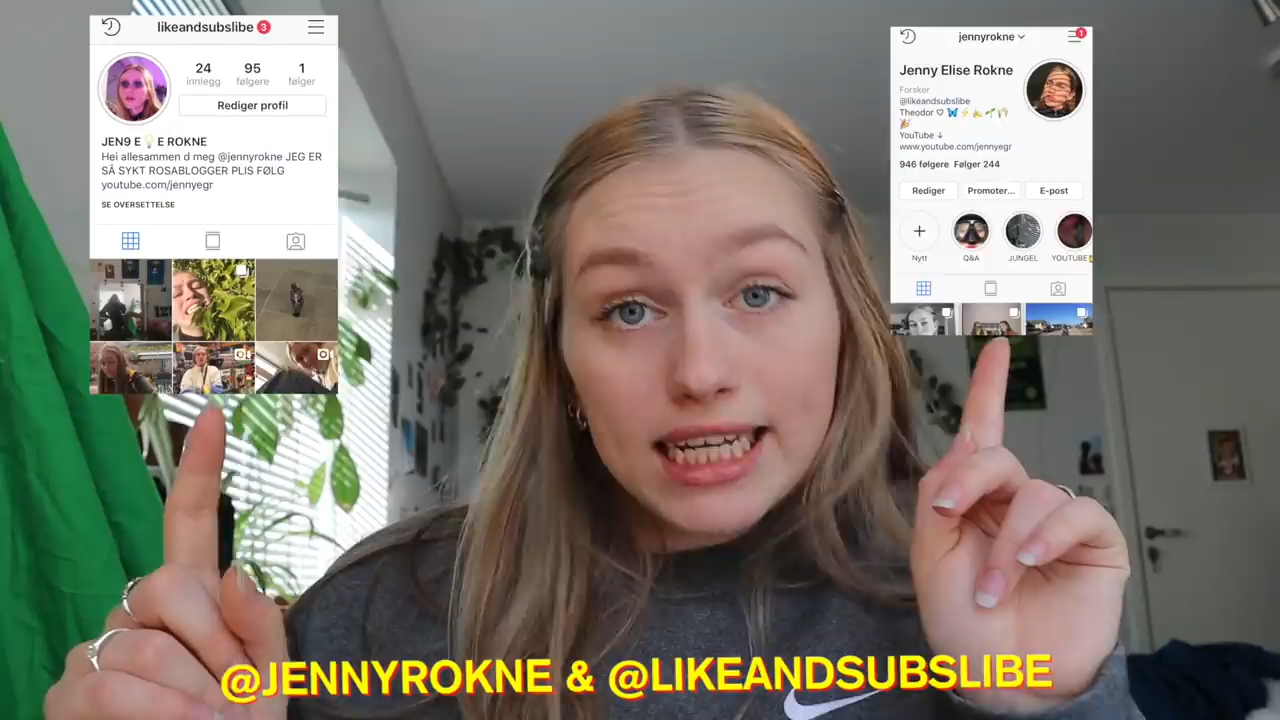 likeandsubslibe 3
24 95 1
innlegg følgere følger
Rediger profil
JEN9 E💡E ROKNE
Hei allesammen d meg @jennyrokne JEG ER
SÅ SYKT ROSABLOGGER PLIS FØLG
youtube.com/jennyegr
SE OVERSETTELSE
jennyrokne 1
Jenny Elise Rokne
Forsker
@likeandsubslibe
Theodor ♡ 🦋⚡🍌🌱🌴
🎉
YouTube ↓
www.youtube.com/jennyegr
946 følgere Følger 244
Rediger Promoter... E-post
Nytt Q&A JUNGEL YOUTUBE
@JENNYROKNE & @LIKEANDSUBSLIBE